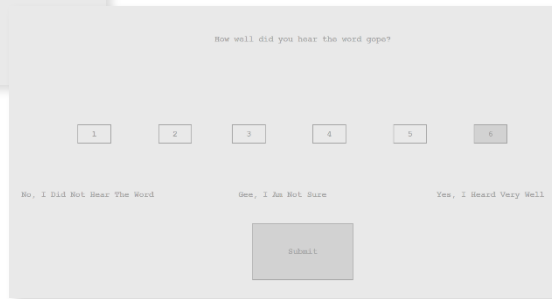 How well did you hear the word gope?
1 2 3 4 5 6
No, I Did Not Hear The Word Gee, I Am Not Sure Yes, I Heard Very Well
Submit